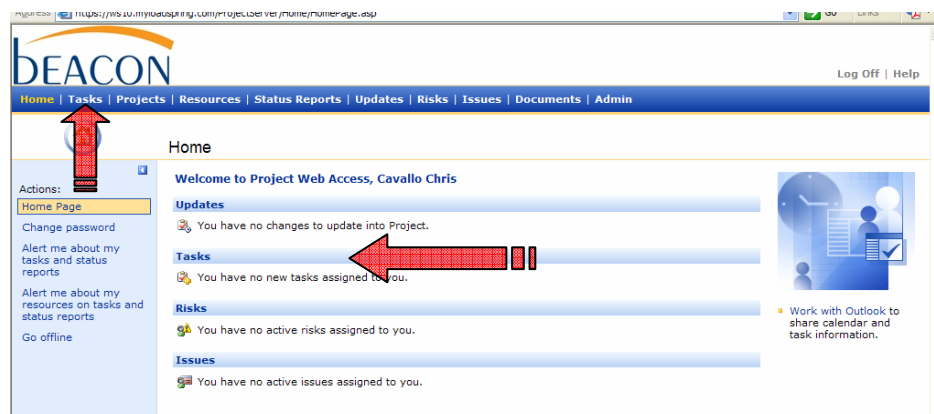 Address https://ws10.myloadspring.com/ProjectServer/Home/HomePage.asp Go Links
bEACON
Log Off | Help
Home | Tasks | Projects | Resources | Status Reports | Updates | Risks | Issues | Documents | Admin
Home
Actions:
Home Page
Change password
Alert me about my
tasks and status
reports
Alert me about my
resources on tasks and
status reports
Go offline
Welcome to Project Web Access, Cavallo Chris
Updates
You have no changes to update into Project.
Tasks
You have no new tasks assigned to you.
Risks
You have no active risks assigned to you.
Issues
You have no active issues assigned to you.
Work with Outlook to
share calendar and
task information.